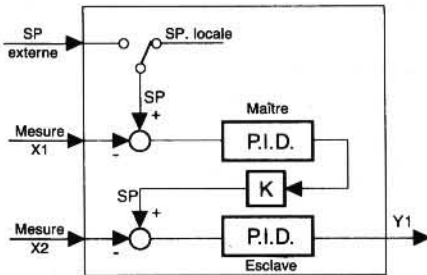 SP
externe
SP. locale
SP
+
Maître
Mesure
X1
-
P.I.D.
K
SP
+
Mesure
X2
-
P.I.D.
Y1
Esclave